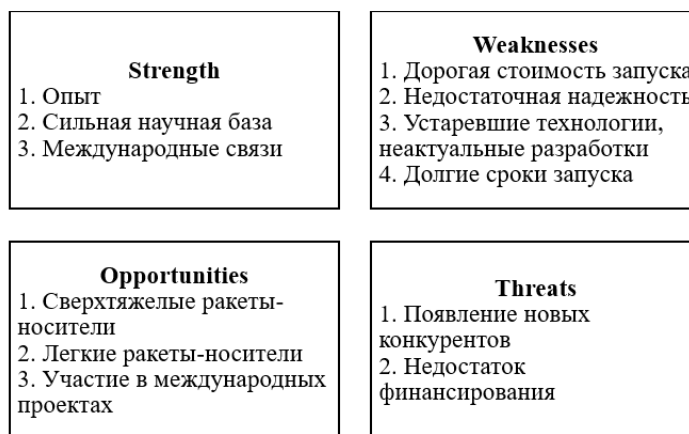 Strength
1. Опыт
2. Сильная научная база
3. Международные связи
Weaknesses
1. Дорогая стоимость запуска
2. Недостаточная надежность
3. Устаревшие технологии,
неактуальные разработки
4. Долгие сроки запуска
Opportunities
1. Сверхтяжелые ракеты-
носители
2. Легкие ракеты-носители
3. Участие в международных
проектах
Threats
1. Появление новых
конкурентов
2. Недостаток
финансирования